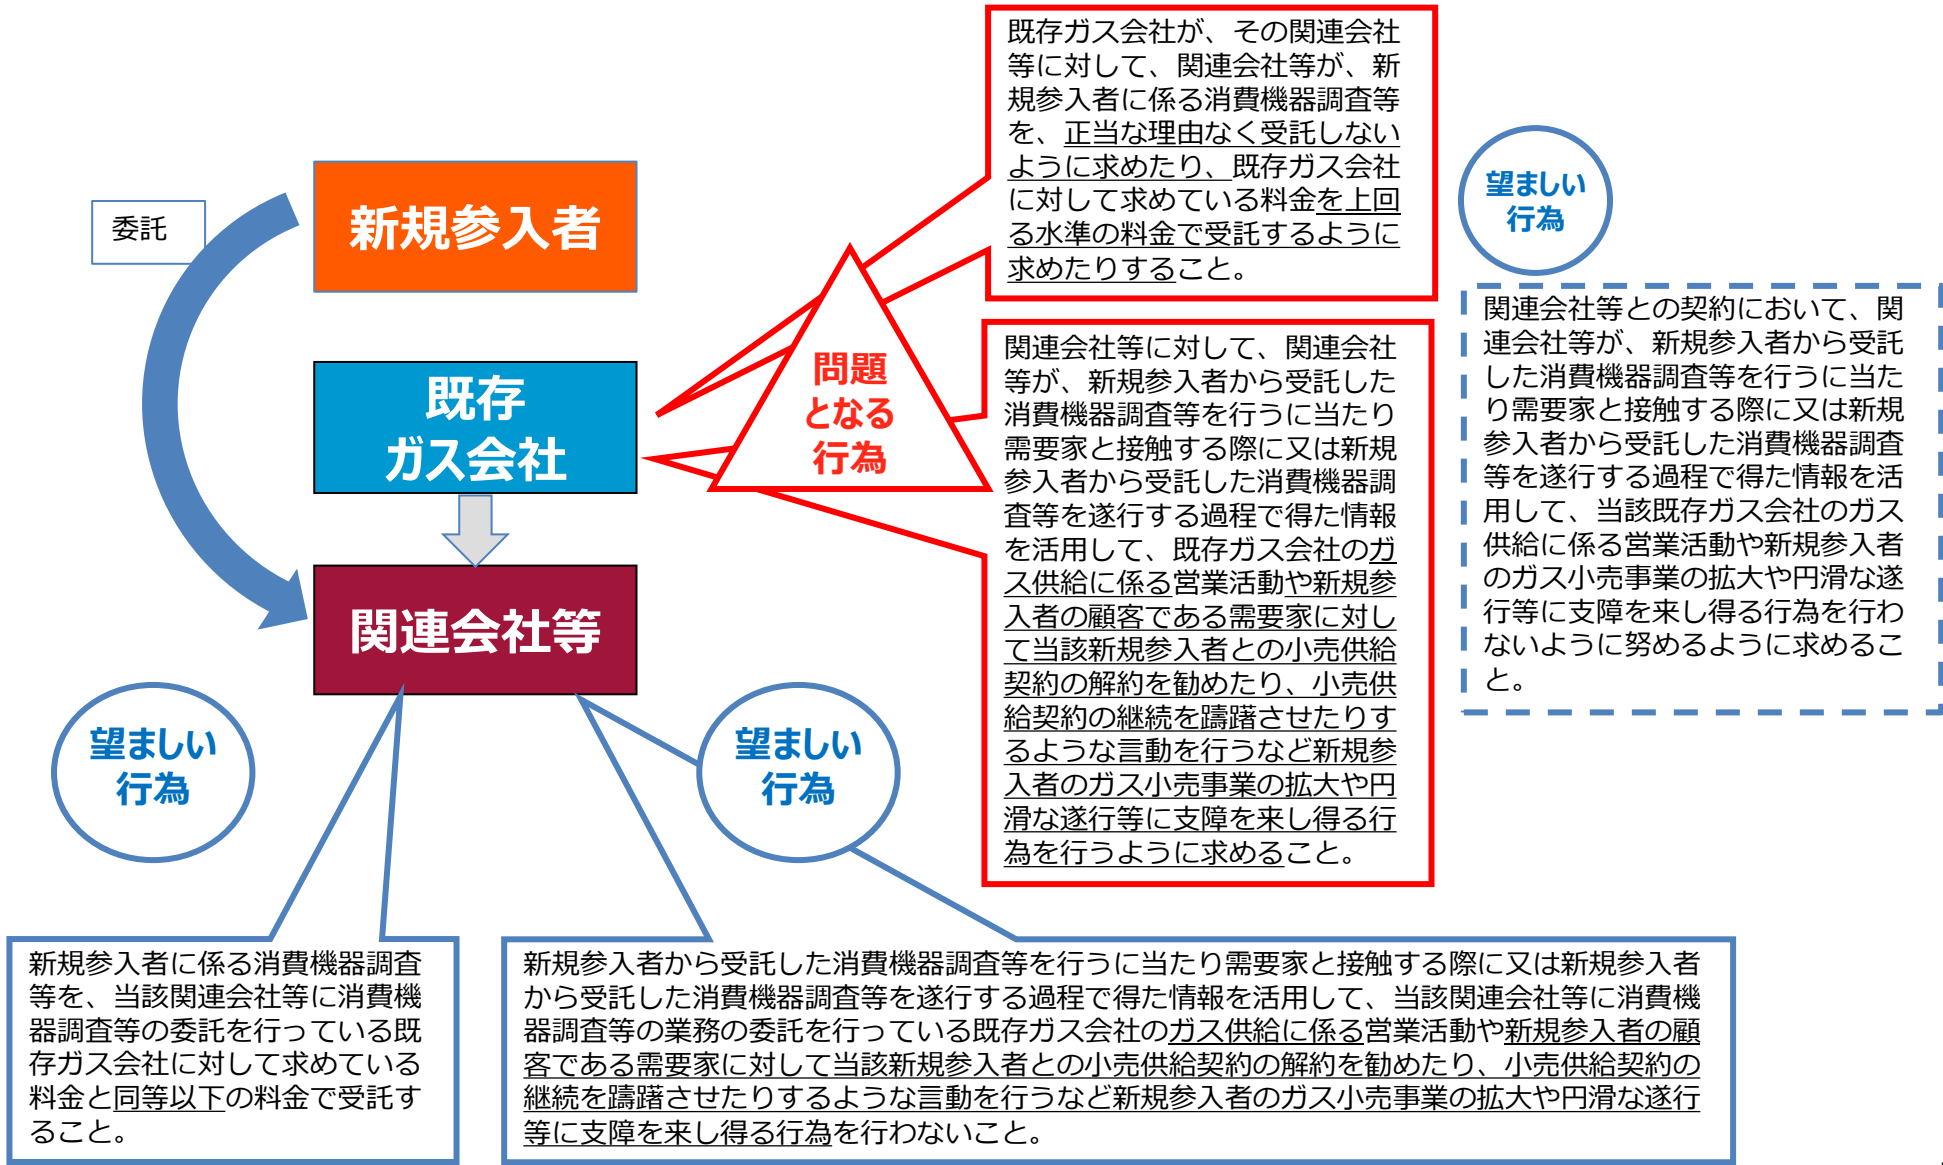 既存ガス会社が、その関連会社
等に対して、関連会社等が、新
規参入者に係る消費機器調査等
を、正当な理由なく受託しない
ように求めたり、既存ガス会社
に対して求めている料金を上回
る水準の料金で受託するように
求めたりすること。
望ましい
行為
委託
新規参入者
関連会社等との契約において、関
連会社等が、新規参入者から受託
した消費機器調査等を行うに当た
り需要家と接触する際に又は新規
参入者から受託した消費機器調査
等を遂行する過程で得た情報を活
用して、当該既存ガス会社のガス
供給に係る営業活動や新規参入者
のガス小売事業の拡大や円滑な遂
行等に支障を来し得る行為を行わ
ないように努めるように求めるこ
と。
問題
となる
行為
既存
ガス会社
関連会社等に対して、関連会社
等が、新規参入者から受託した
消費機器調査等を行うに当たり
需要家と接触する際に又は新規
参入者から受託した消費機器調
査等を遂行する過程で得た情報
を活用して、既存ガス会社のガ
ス供給に係る営業活動や新規参
入者の顧客である需要家に対し
て当該新規参入者との小売供給
契約の解約を勧めたり、小売供
給契約の継続を躊躇させたりす
るような言動を行うなど新規参
入者のガス小売事業の拡大や円
滑な遂行等に支障を来し得る行
為を行うように求めること。
関連会社等
望ましい
行為
望ましい
行為
新規参入者に係る消費機器調査
等を、当該関連会社等に消費機
器調査等の委託を行っている既
存ガス会社に対して求めている
料金と同等以下の料金で受託す
ること。
新規参入者から受託した消費機器調査等を行うに当たり需要家と接触する際に又は新規参入者
から受託した消費機器調査等を遂行する過程で得た情報を活用して、当該関連会社等に消費機
器調査等の業務の委託を行っている既存ガス会社のガス供給に係る営業活動や新規参入者の顧
客である需要家に対して当該新規参入者との小売供給契約の解約を勧めたり、小売供給契約の
継続を躊躇させたりするような言動を行うなど新規参入者のガス小売事業の拡大や円滑な遂行
等に支障を来し得る行為を行わないこと。